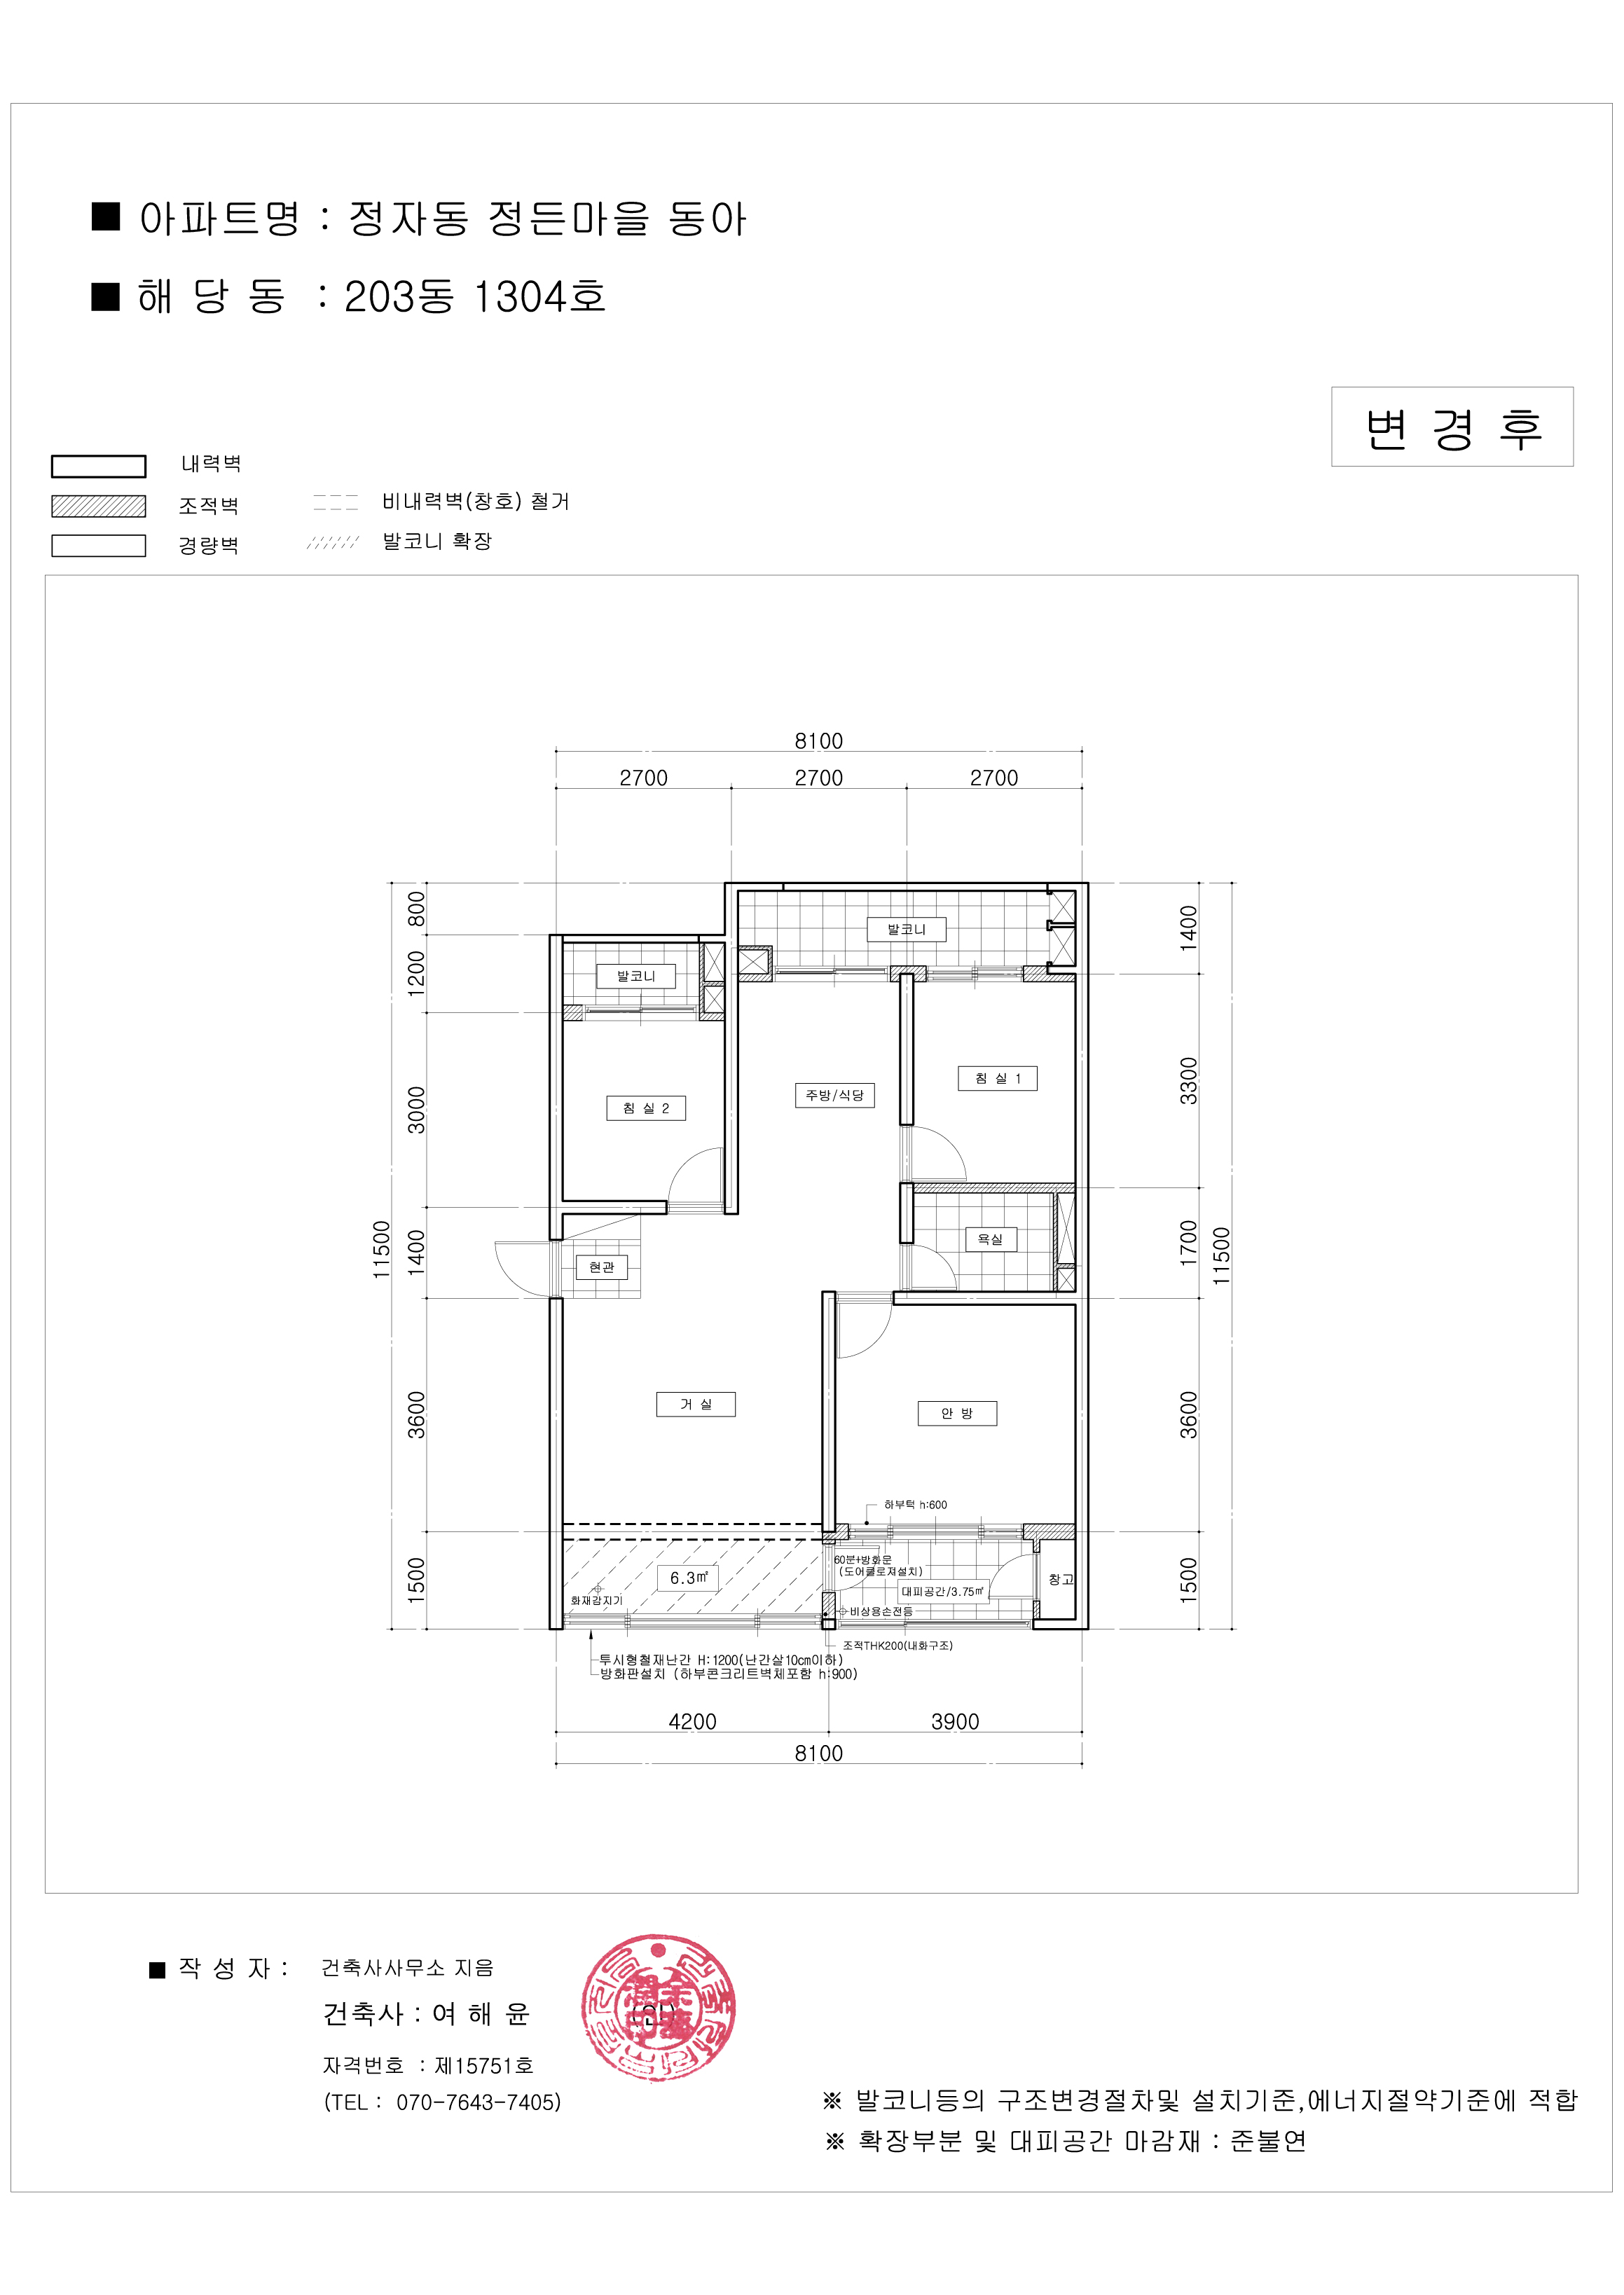 ■ 아파트명 : 정자동 정든마을 동아
■ 해 당 동 : 203동 1304호
변 경 후
내력벽
조적벽
경량벽
비내력벽(창호) 철거
발코니 확장
8100
2700 2700 2700
800
1200
3000
1400
3600
1500
11500
1400
3300
1700
3600
1500
11500
발코니
발코니
침 실 1
주방/식당
침 실 2
욕실
현관
거 실
안 방
하부턱 h:600
60분+방화문
(도어클로져설치)
6.3㎡
대피공간/3.75㎡
창고
화재감지기
비상용손전등
조적THK200(내화구조)
투시형철재난간 H:1200(난간살10㎝이하)
방화판설치 (하부콘크리트벽체포함 h:900)
4200 3900
8100
■ 작 성 자 : 건축사사무소 지음
건축사 : 여 해 윤 (인)
자격번호 : 제15751호
(TEL : 070-7643-7405)
※ 발코니등의 구조변경절차및 설치기준,에너지절약기준에 적합
※ 확장부분 및 대피공간 마감재 : 준불연